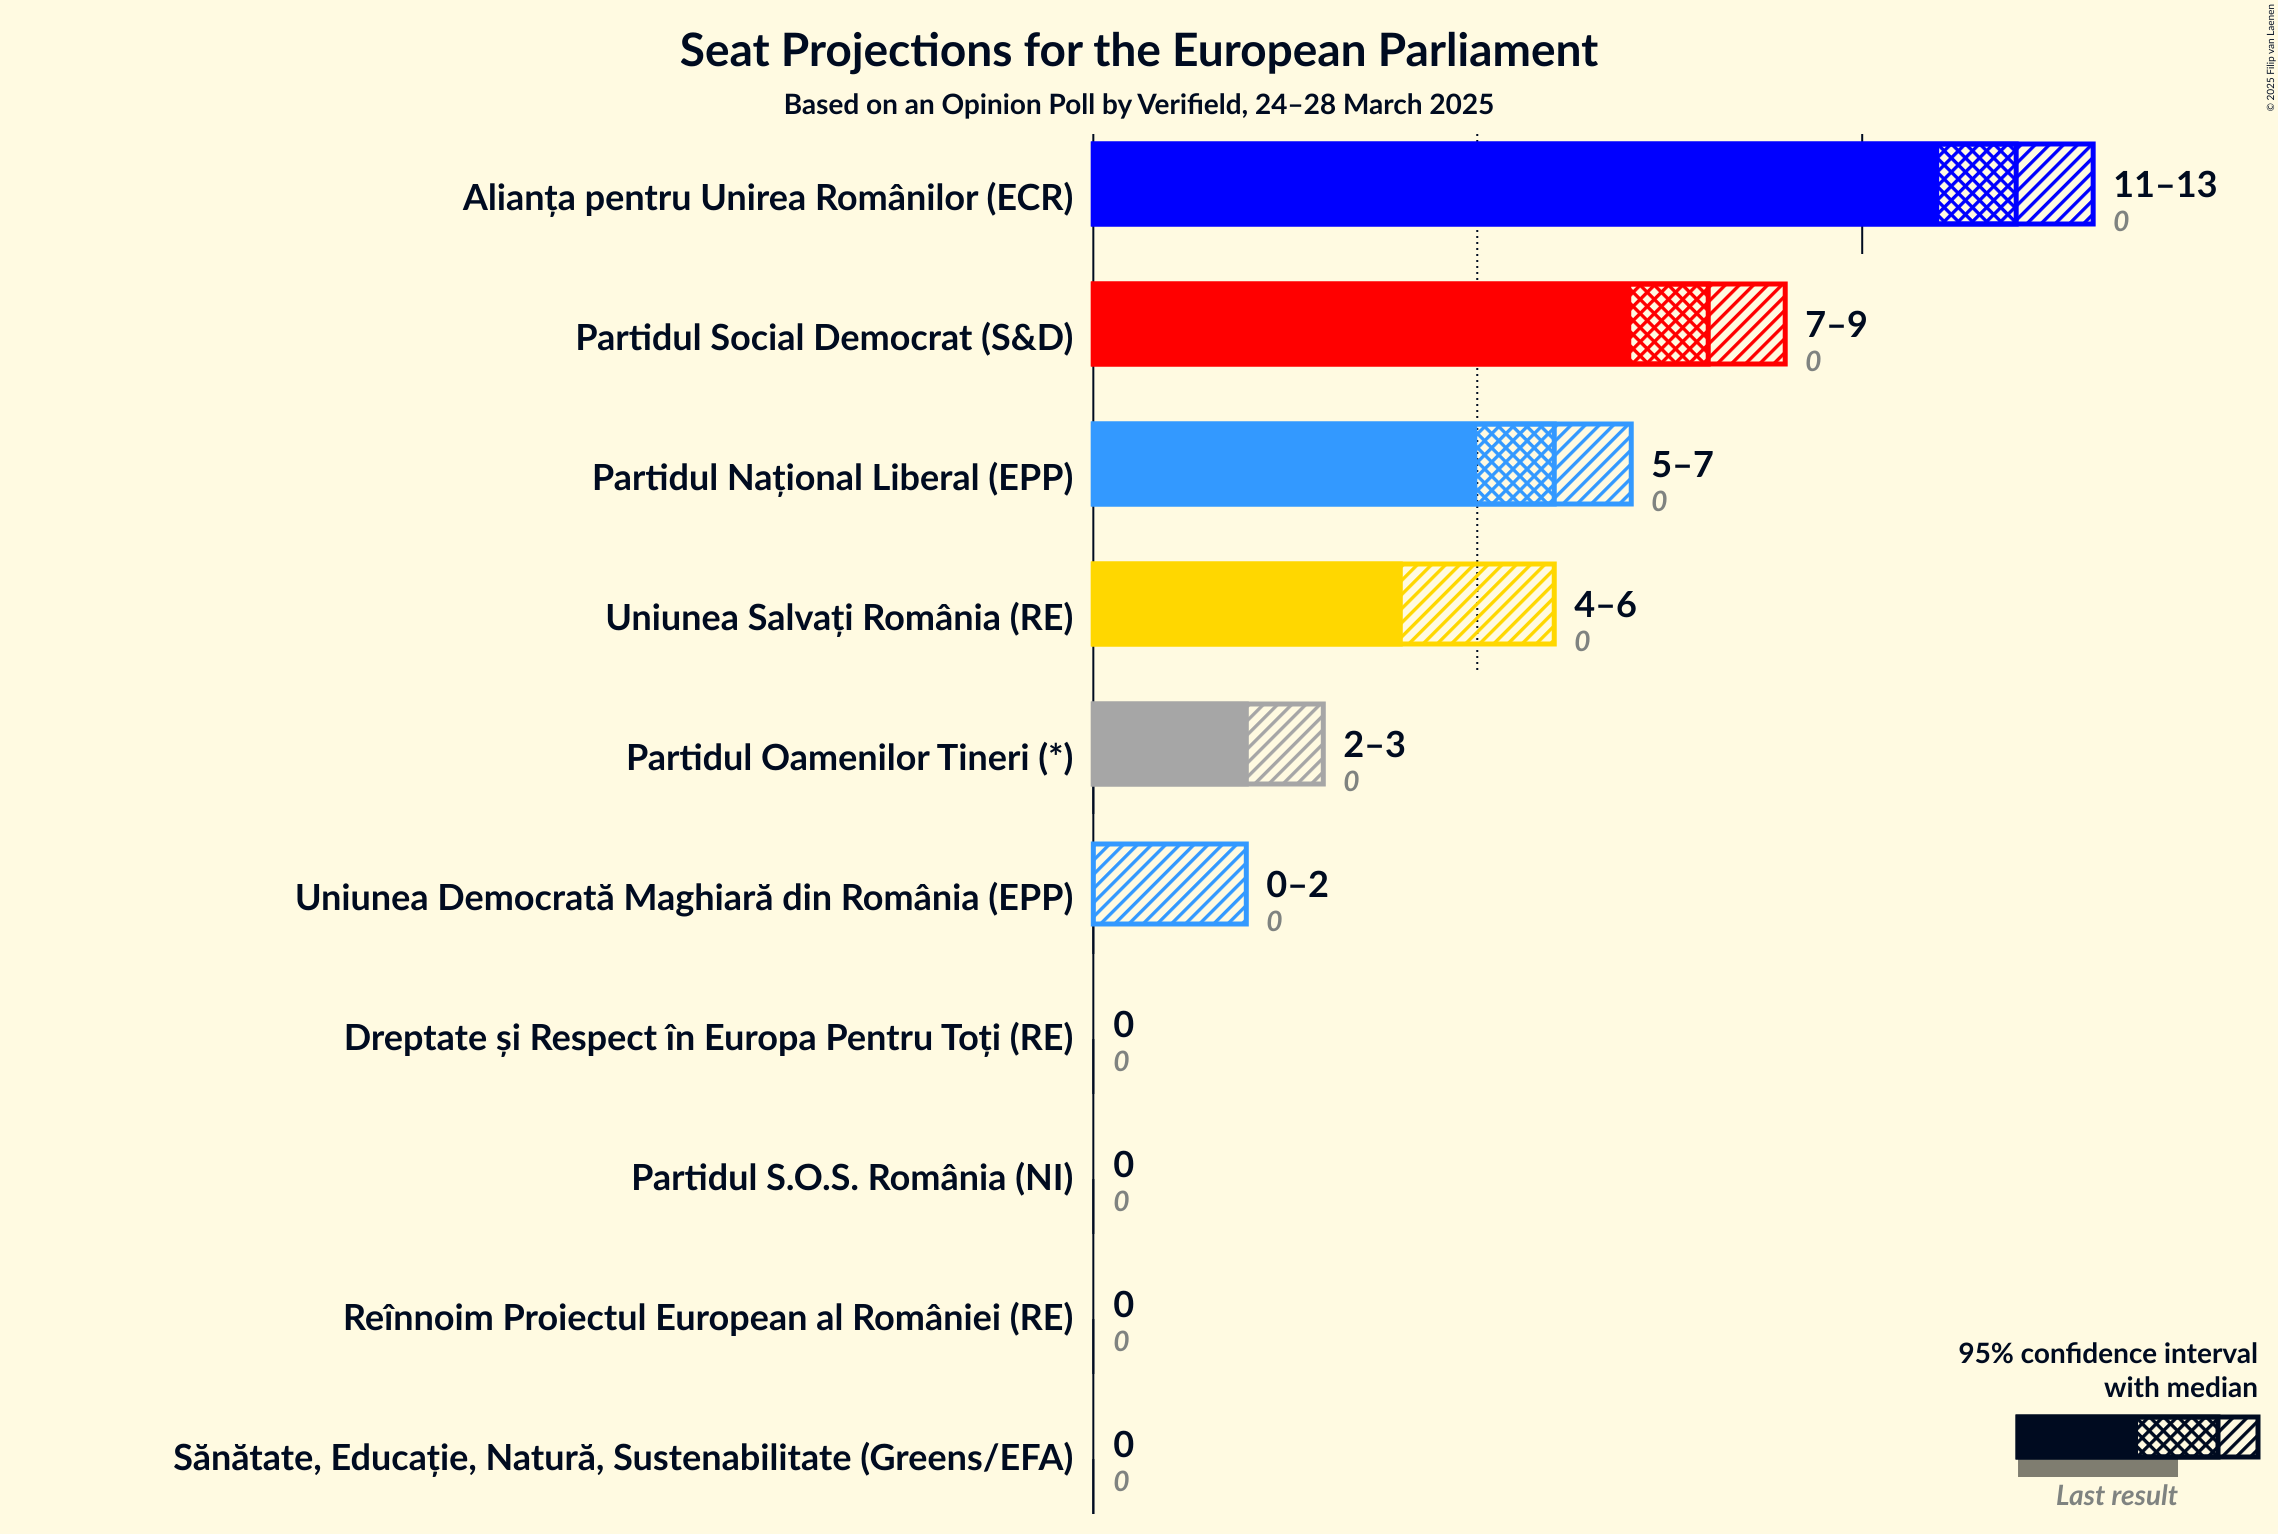 Seat Projections for the European Parliament
Based on an Opinion Poll by Verifield, 24–28 March 2025
© 2025 Filip van Laenen
Alianța pentru Unirea Românilor (ECR)
11–13
0
Partidul Social Democrat (S&D)
7–9
0
Partidul Național Liberal (EPP)
5–7
0
Uniunea Salvați România (RE)
4–6
0
Partidul Oamenilor Tineri (*)
2–3
0
Uniunea Democrată Maghiară din România (EPP)
0–2
0
Dreptate și Respect în Europa Pentru Toți (RE)
0
0
Partidul S.O.S. România (NI)
0
0
Reînnoim Proiectul European al României (RE)
0
0
Sănătate, Educație, Natură, Sustenabilitate (Greens/EFA)
0
0
95% confidence interval
with median
Last result